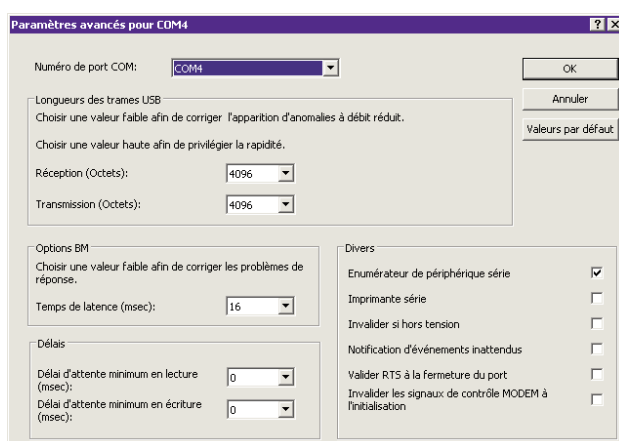 Paramètres avancés pour COM4
Numéro de port COM: COM4
OK
Longueurs des trames USB
Annuler
Choisir une valeur faible afin de corriger l'apparition d'anomalies à débit réduit.
Valeurs par défaut
Choisir une valeur haute afin de privilégier la rapidité.
Réception (Octets): 4096
Transmission (Octets): 4096
Options BM
Choisir une valeur faible afin de corriger les problèmes de
réponse.
Temps de latence (msec): 16
Délais
Délai d'attente minimum en lecture
(msec): 0
Délai d'attente minimum en écriture
(msec): 0
Divers
Enumérateur de périphérique série
Imprimante série
Invalider si hors tension
Notification d'événements inattendus
Valider RTS à la fermeture du port
Invalider les signaux de contrôle MODEM à
l'initialisation